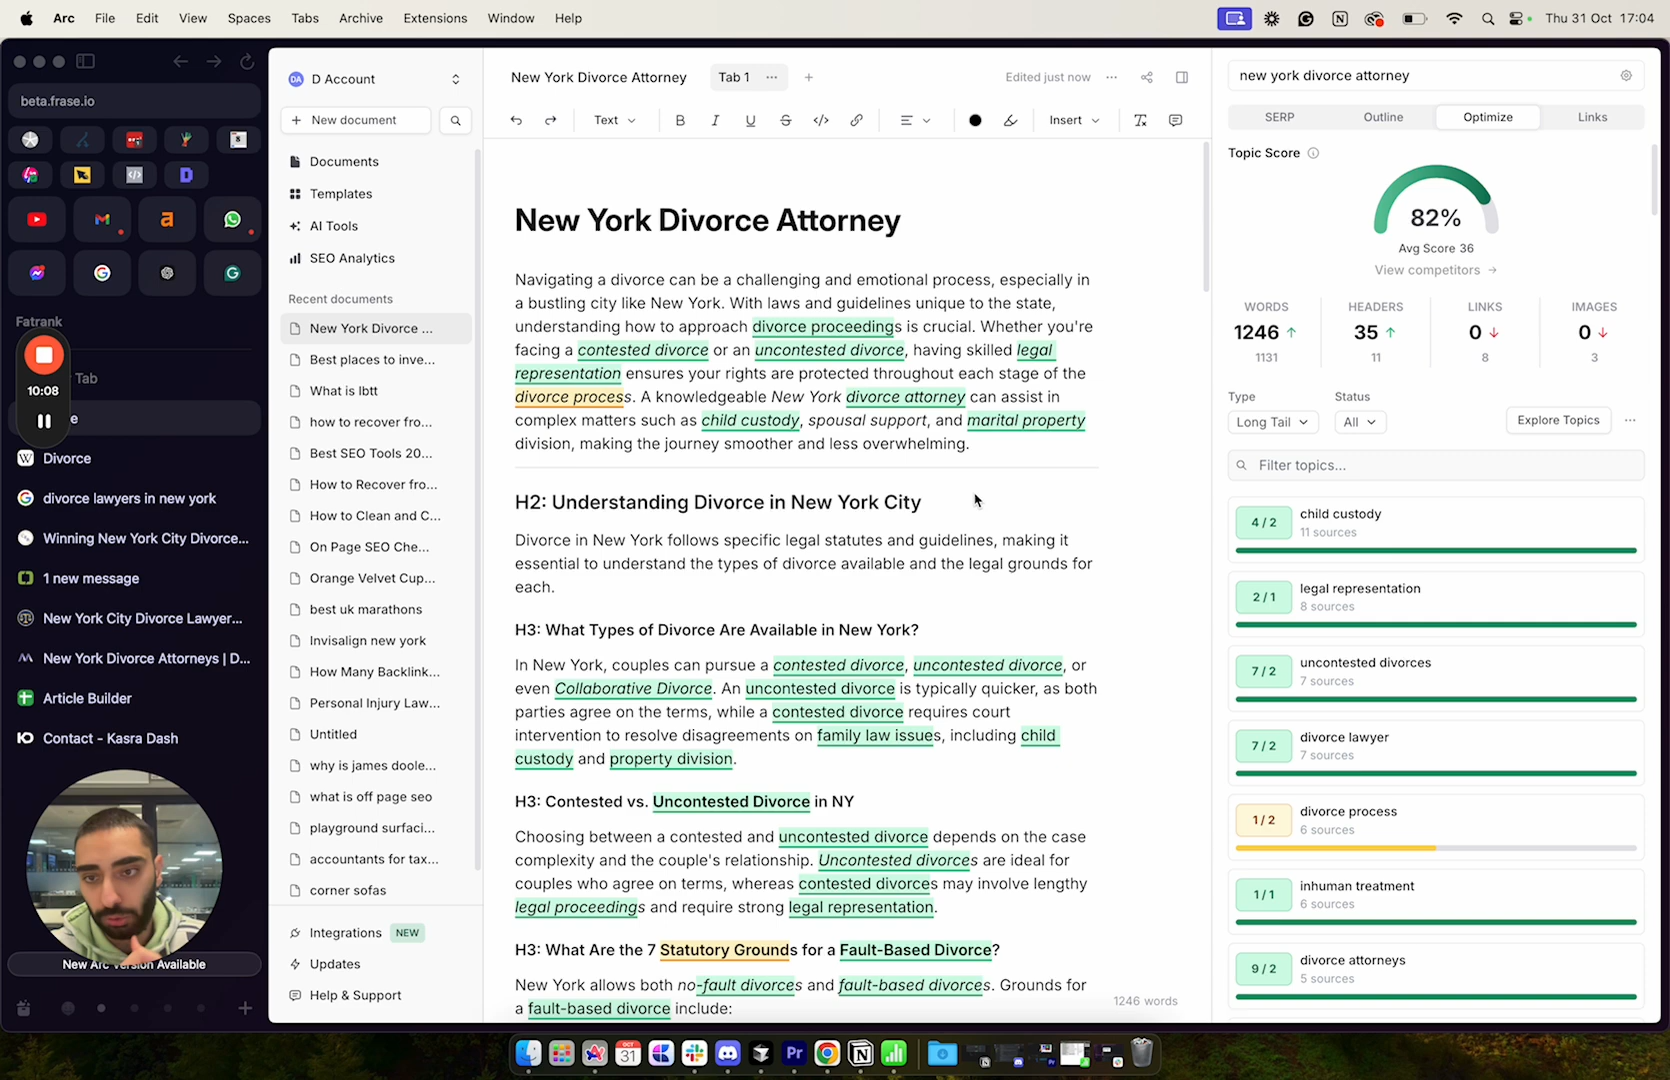 Arc File Edit View Spaces Tabs Archive Extensions Window Help Thu 31 Oct 17:04
beta.frase.io
Fatrank
10:08
Tab
e
Divorce
divorce lawyers in new york
Winning New York City Divorce...
1 new message
New York City Divorce Lawyer...
New York Divorce Attorneys | D...
Article Builder
Contact - Kasra Dash
New Arc Version Available
DA D Account
+ New document
Documents
Templates
AI Tools
SEO Analytics
Recent documents
New York Divorce ...
Best places to inve...
What is lbtt
how to recover fro...
Best SEO Tools 20...
How to Recover fro...
How to Clean and C...
On Page SEO Che...
Orange Velvet Cup...
best uk marathons
Invisalign new york
How Many Backlink...
Personal Injury Law...
Untitled
why is james doole...
what is off page seo
playground surfaci...
accountants for tax...
corner sofas
Integrations NEW
Updates
Help & Support
New York Divorce Attorney Tab 1 ... + Edited just now ...
Text B I U S </> Insert
New York Divorce Attorney
Navigating a divorce can be a challenging and emotional process, especially in
a bustling city like New York. With laws and guidelines unique to the state,
understanding how to approach divorce proceedings is crucial. Whether you're
facing a contested divorce or an uncontested divorce, having skilled legal
representation ensures your rights are protected throughout each stage of the
divorce process. A knowledgeable New York divorce attorney can assist in
complex matters such as child custody, spousal support, and marital property
division, making the journey smoother and less overwhelming.
H2: Understanding Divorce in New York City
Divorce in New York follows specific legal statutes and guidelines, making it
essential to understand the types of divorce available and the legal grounds for
each.
H3: What Types of Divorce Are Available in New York?
In New York, couples can pursue a contested divorce, uncontested divorce, or
even Collaborative Divorce. An uncontested divorce is typically quicker, as both
parties agree on the terms, while a contested divorce requires court
intervention to resolve disagreements on family law issues, including child
custody and property division.
H3: Contested vs. Uncontested Divorce in NY
Choosing between a contested and uncontested divorce depends on the case
complexity and the couple's relationship. Uncontested divorces are ideal for
couples who agree on terms, whereas contested divorces may involve lengthy
legal proceedings and require strong legal representation.
H3: What Are the 7 Statutory Grounds for a Fault-Based Divorce?
New York allows both no-fault divorces and fault-based divorces. Grounds for
a fault-based divorce include:
1246 words
new york divorce attorney
SERP Outline Optimize Links
Topic Score
82%
Avg Score 36
View competitors →
WORDS HEADERS LINKS IMAGES
1246 ↑ 35 ↑ 0 ↓ 0 ↓
1131 11 8 3
Type Status
Long Tail All Explore Topics ...
Filter topics...
4 / 2 child custody
11 sources
2 / 1 legal representation
8 sources
7 / 2 uncontested divorces
7 sources
7 / 2 divorce lawyer
7 sources
1 / 2 divorce process
6 sources
1 / 1 inhuman treatment
6 sources
9 / 2 divorce attorneys
5 sources
OCT
31
Pr